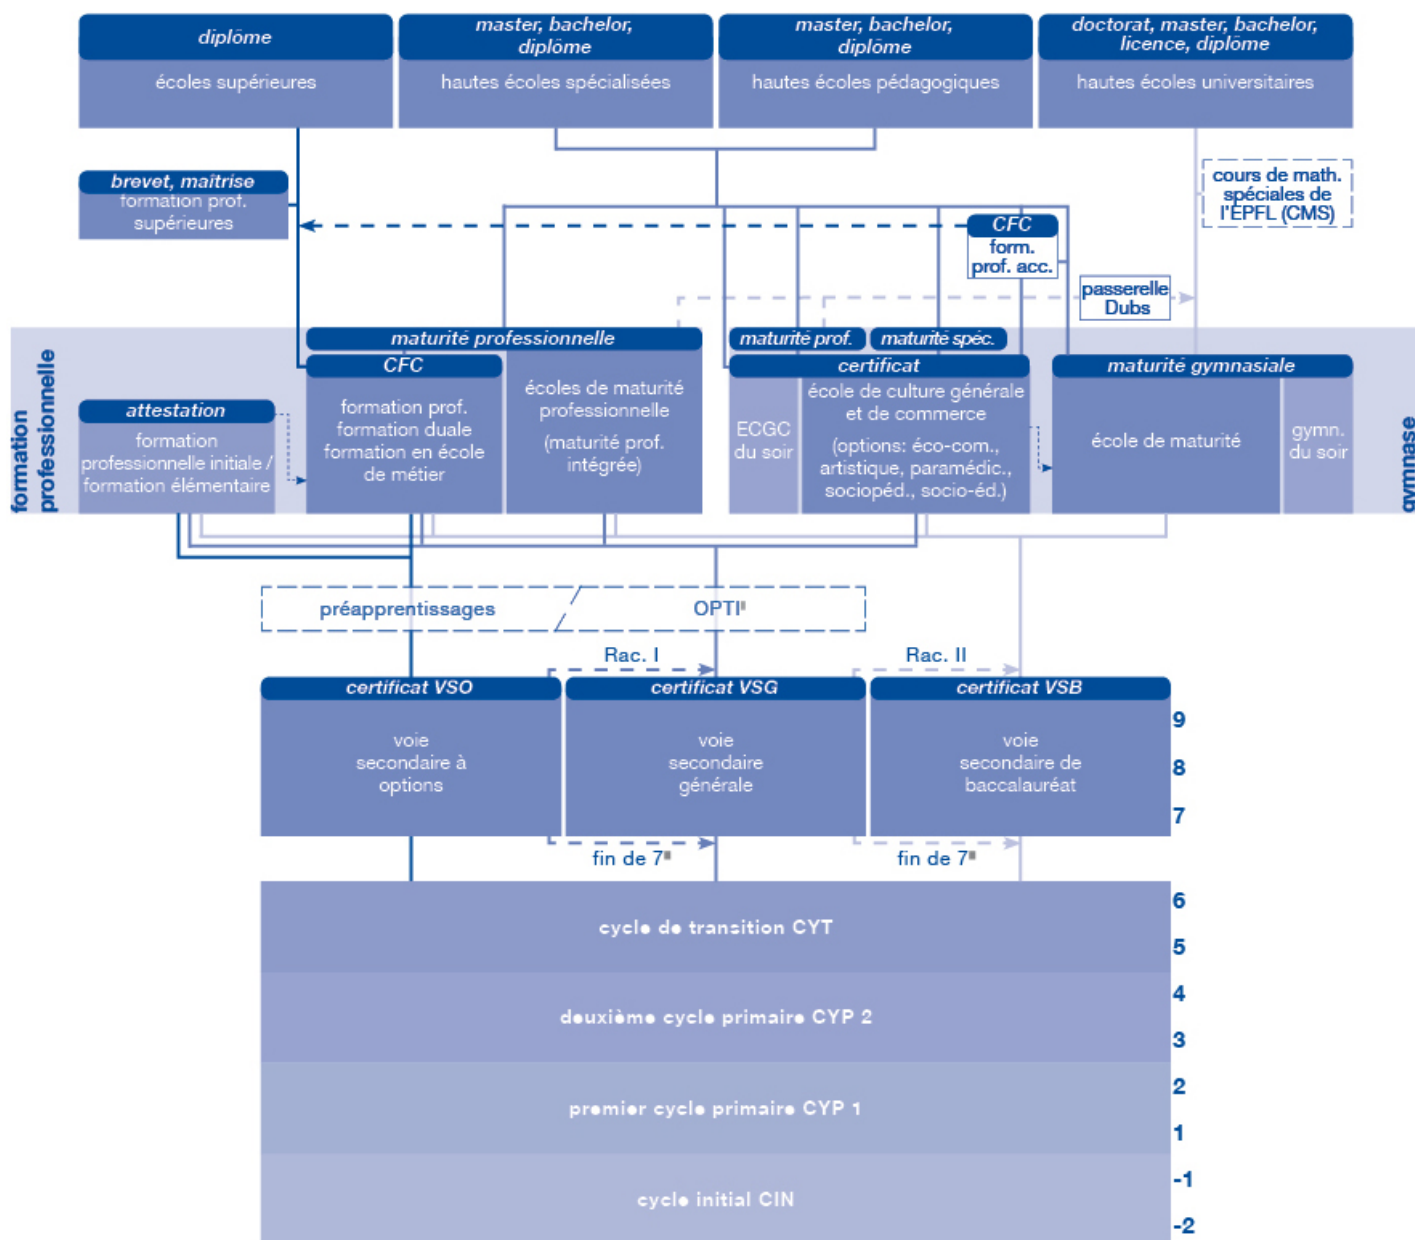 diplôme
écoles supérieures
master, bachelor,
diplôme
hautes écoles spécialisées
master, bachelor,
diplôme
hautes écoles pédagogiques
doctorat, master, bachelor,
licence, diplôme
hautes écoles universitaires
brevet, maîtrise
formation prof.
supérieures
cours de math.
spéciales de
l'EPFL (CMS)
CFC
form.
prof. acc.
passerelle
Dubs
formation
professionnelle
maturité professionnelle
CFC
formation prof.
formation duale
formation en école
de métier
écoles de maturité
professionnelle
(maturité prof.
intégrée)
attestation
formation
professionnelle initiale /
formation élémentaire
maturité prof.
maturité spéc.
certificat
ECGC
du soir
école de culture générale
et de commerce
(options: éco-com.,
artistique, paramédic.,
sociopéd., socio-éd.)
maturité gymnasiale
école de maturité
gymn.
du soir
gymnase
préapprentissages
OPTI
Rac. I
Rac. II
certificat VSO
voie
secondaire à
options
certificat VSG
voie
secondaire
générale
certificat VSB
voie
secondaire de
baccalauréat
9
8
7
fin de 7
fin de 7
cycle de transition CYT
6
5
deuxième cycle primaire CYP 2
4
3
premier cycle primaire CYP 1
2
1
cycle initial CIN
-1
-2